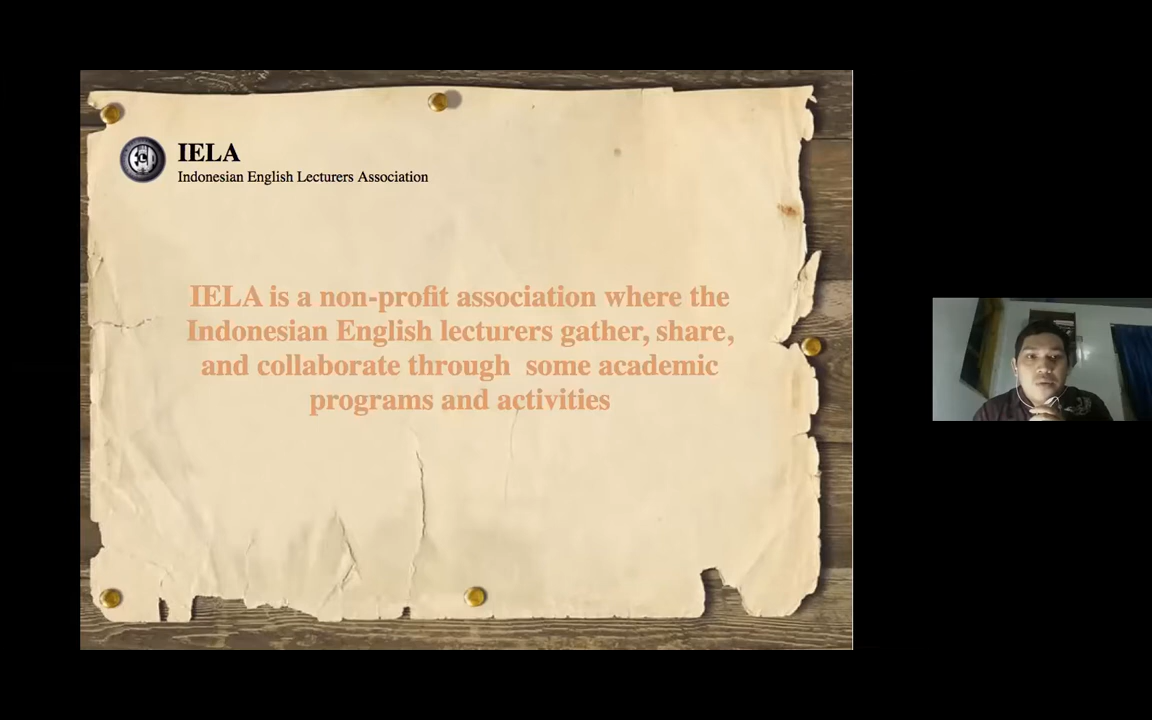 IELA
Indonesian English Lecturers Association
IELA is a non-profit association where the
Indonesian English lecturers gather, share,
and collaborate through  some academic
programs and activities